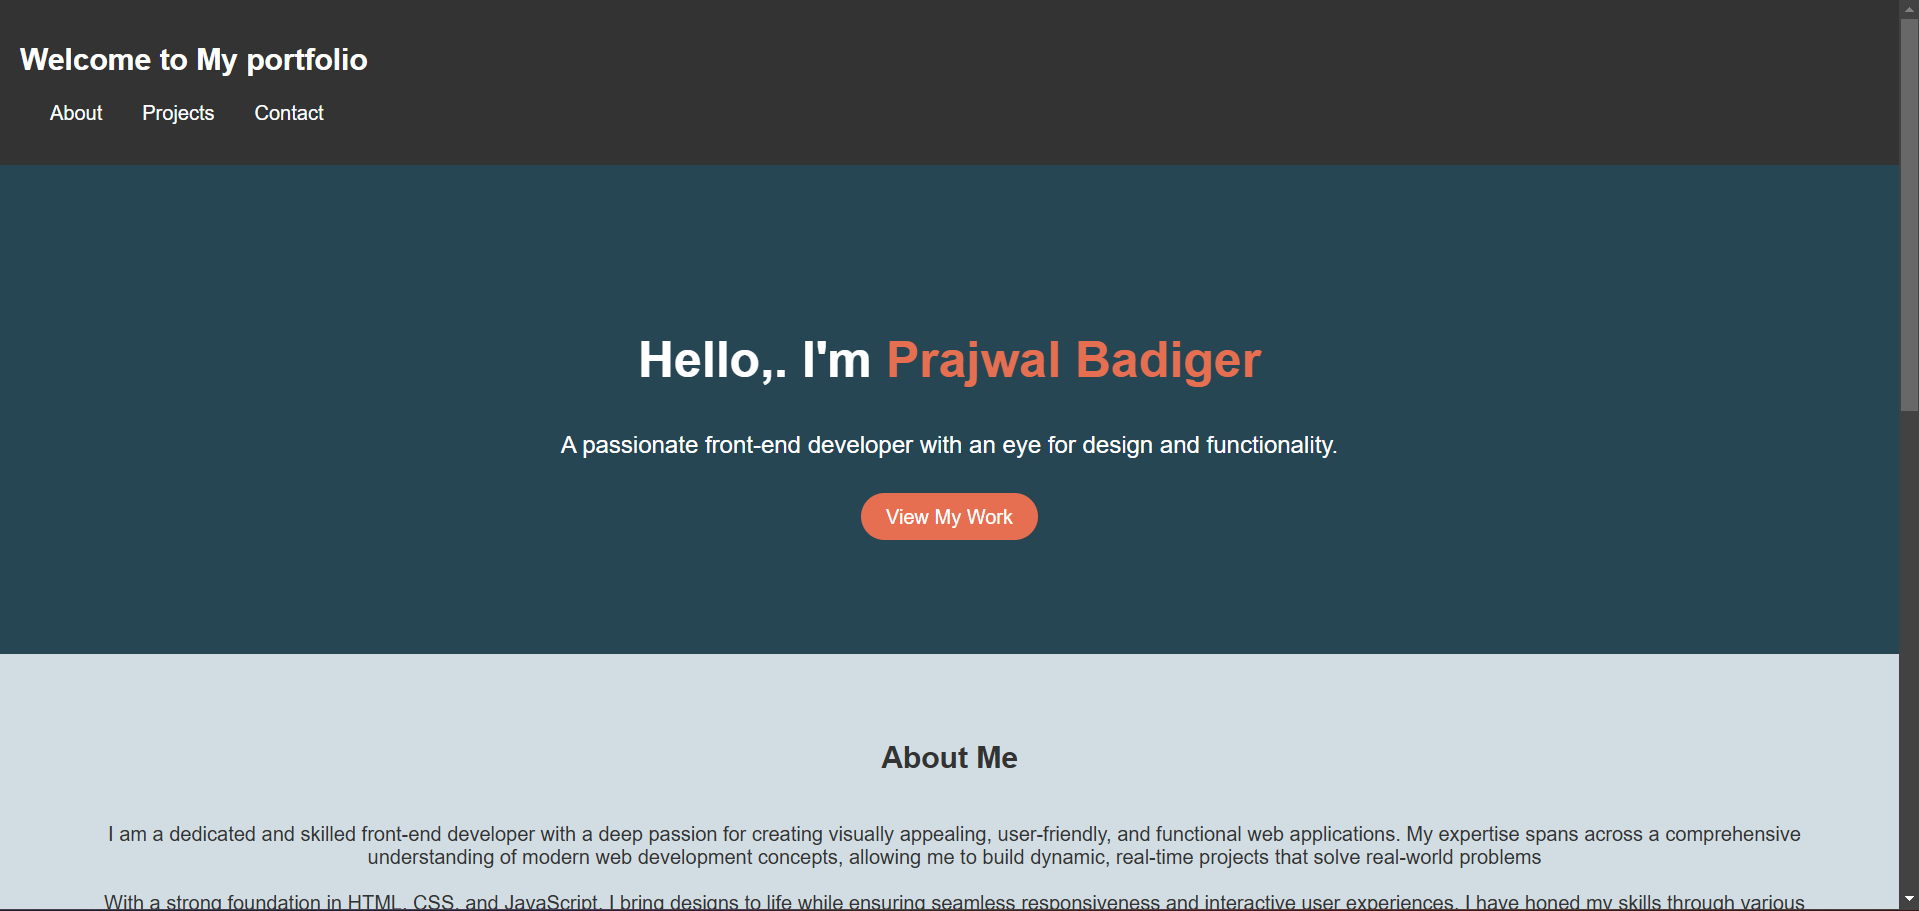 Welcome to My portfolio
About Projects Contact
Hello,. I'm Prajwal Badiger
A passionate front-end developer with an eye for design and functionality.
View My Work
About Me
I am a dedicated and skilled front-end developer with a deep passion for creating visually appealing, user-friendly, and functional web applications. My expertise spans across a comprehensive
understanding of modern web development concepts, allowing me to build dynamic, real-time projects that solve real-world problems
With a strong foundation in HTML, CSS, and JavaScript, I bring designs to life while ensuring seamless responsiveness and interactive user experiences. I have honed my skills through various